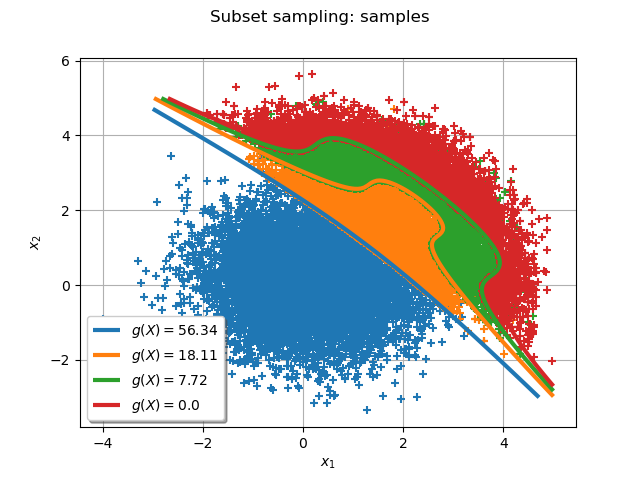 Subset sampling: samples
6
4
2
0
−2
x₂
g(X) = 56.34
g(X) = 18.11
g(X) = 7.72
g(X) = 0.0
−4
−2
0
2
4
x₁